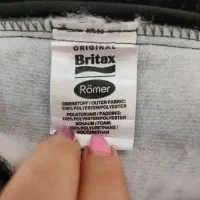 ORIGINAL
Britax
Römer
OBERSTOFF / OUTER FABRIC:
100% POLYESTER/POLYESTER
POLSTERUNG / PADDING:
100% POLYESTER/POLYESTER
SCHAUM / FOAM:
100% POLYURETHANE /
POLYURETHAN